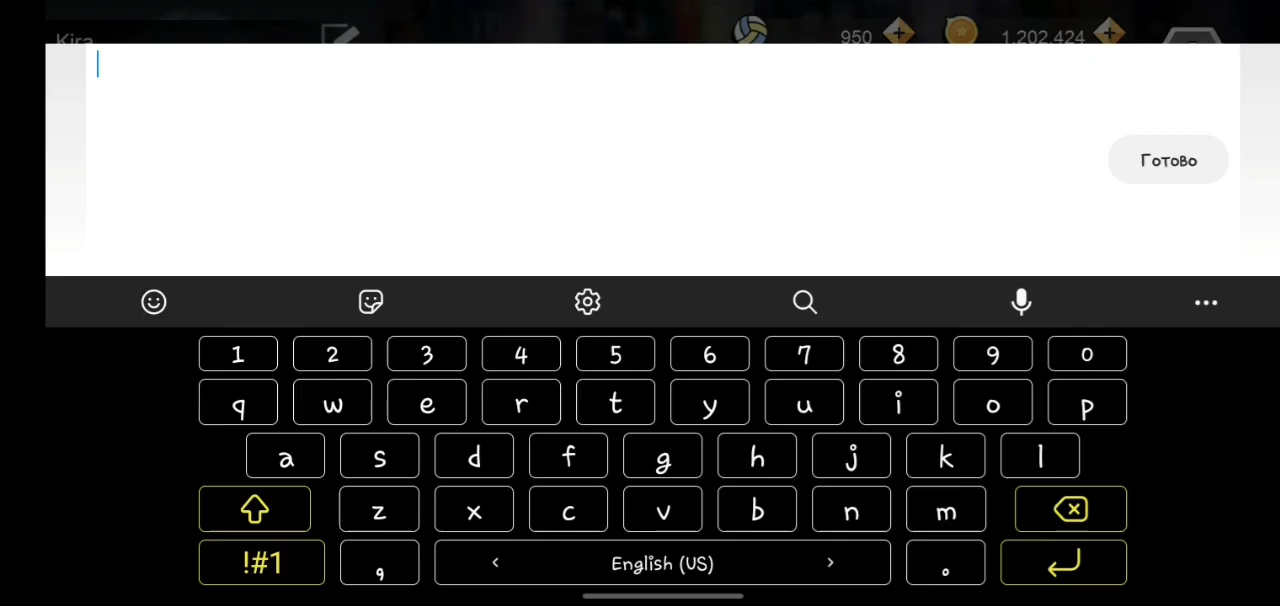 Kira
950
1,202,424
Готово
1 2 3 4 5 6 7 8 9 0
q w e r t y u i o p
a s d f g h j k l
z x c v b n m
!#1 , < English (US) > .